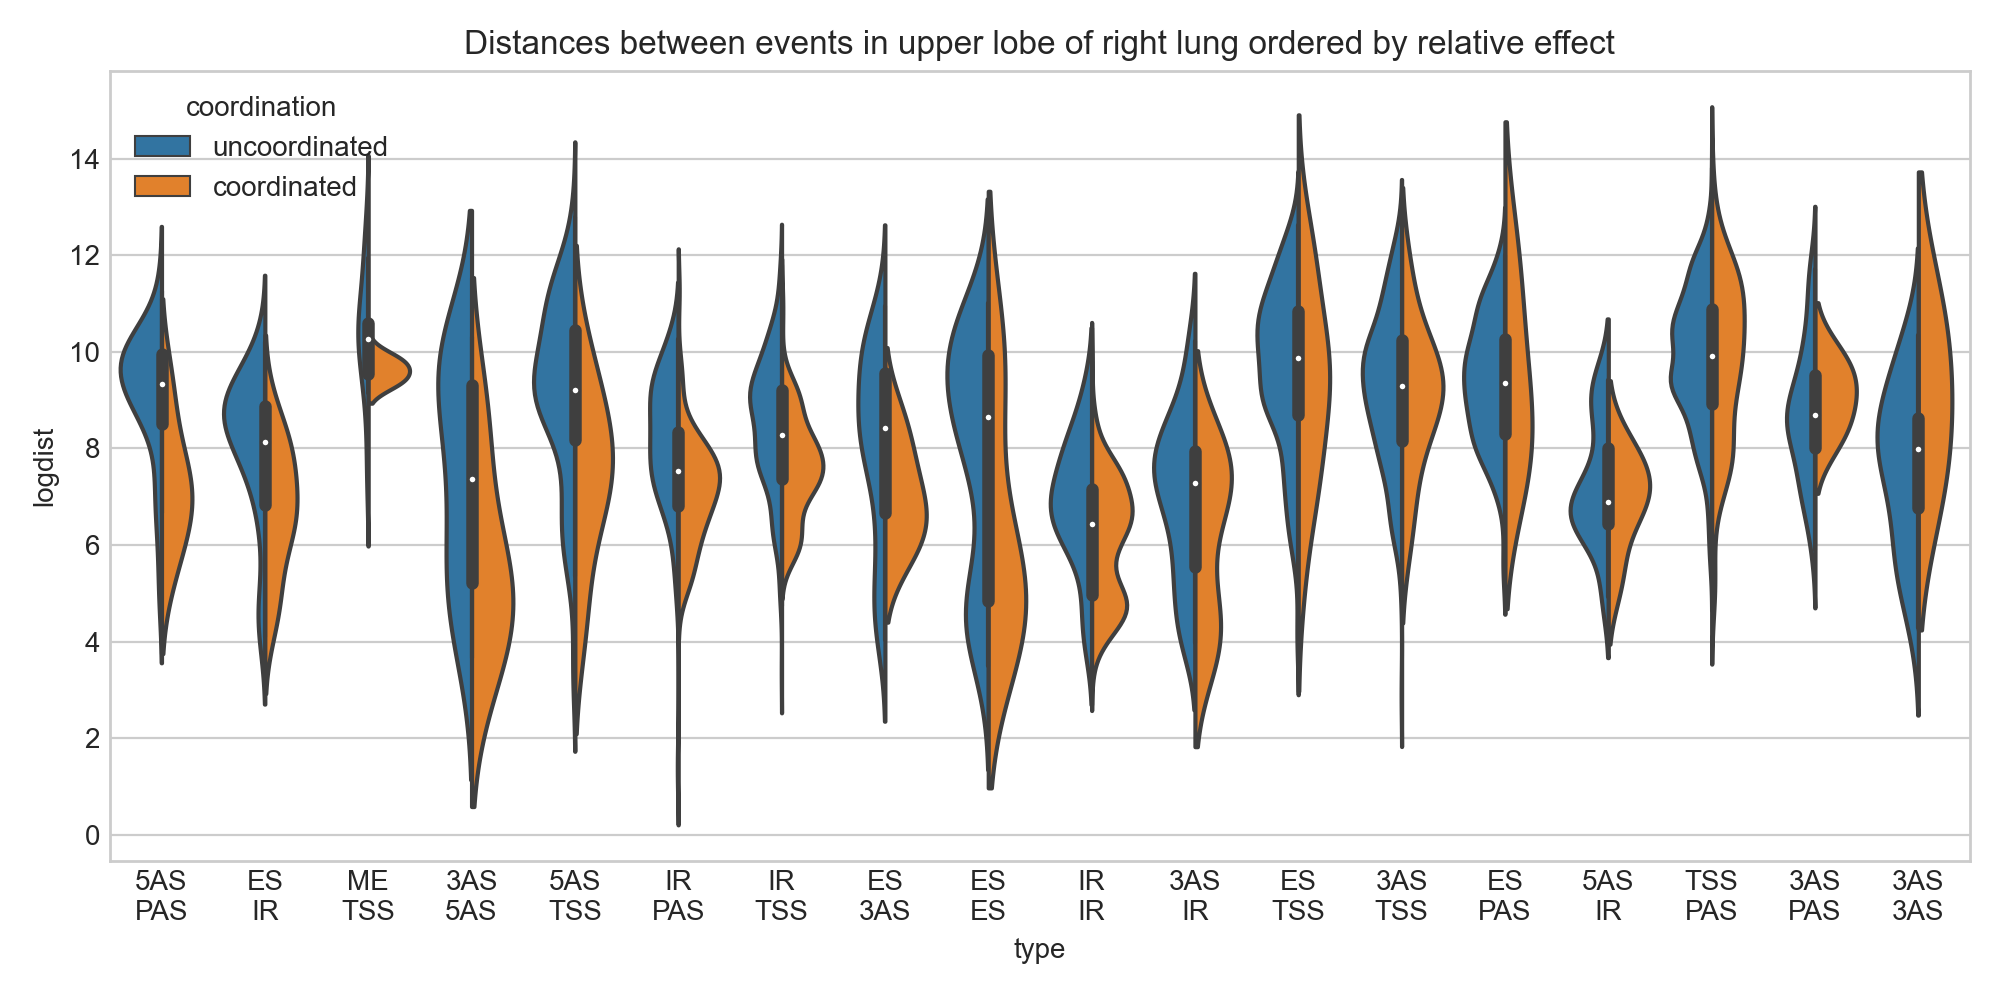 Distances between events in upper lobe of right lung ordered by relative effect
coordination
uncoordinated
coordinated
logdist
14
12
10
8
6
4
2
0
5AS ES ME 3AS 5AS IR IR ES ES IR 3AS ES 3AS ES 5AS TSS 3AS 3AS
PAS IR TSS 5AS TSS PAS TSS 3AS ES IR IR TSS TSS PAS IR PAS PAS 3AS
type